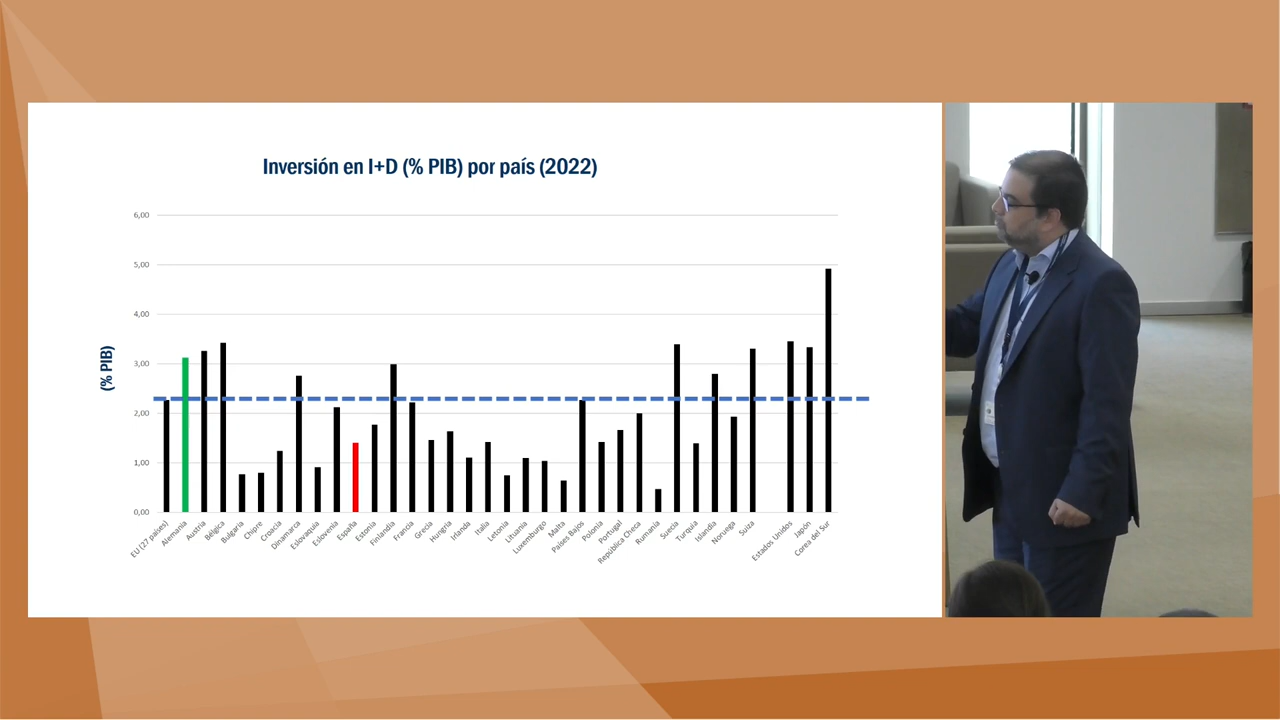 Inversión en I+D (% PIB) por país (2022)
(% PIB)
6,00
5,00
4,00
3,00
2,00
1,00
0,00
EU (27 países)
Alemania
Austria
Bélgica
Bulgaria
Chipre
Croacia
Dinamarca
Eslovaquia
Eslovenia
España
Estonia
Finlandia
Francia
Grecia
Hungría
Irlanda
Italia
Letonia
Lituania
Luxemburgo
Malta
Países Bajos
Polonia
Portugal
República Checa
Rumanía
Suecia
Turquía
Islandia
Noruega
Suiza
Estados Unidos
Japón
Corea del Sur